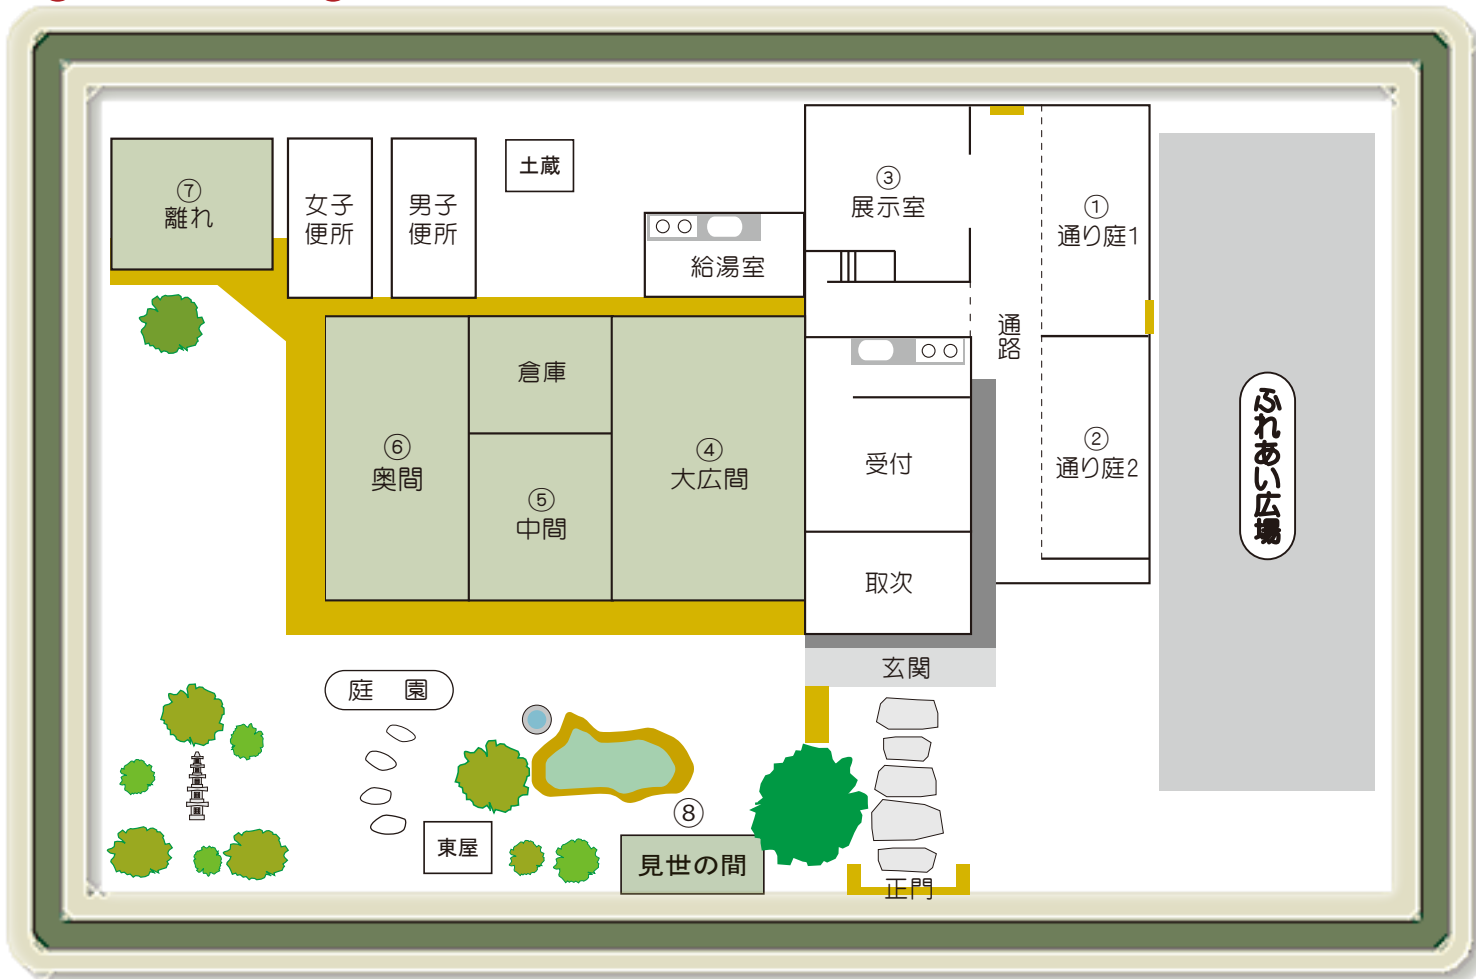 ⑦
離れ
女子
便所
男子
便所
土蔵
給湯室
③
展示室
①
通り庭1
通路
倉庫
⑥
奥間
⑤
中間
④
大広間
受付
②
通り庭2
ふれあい広場
取次
玄関
庭園
⑧
東屋
見世の間
正門